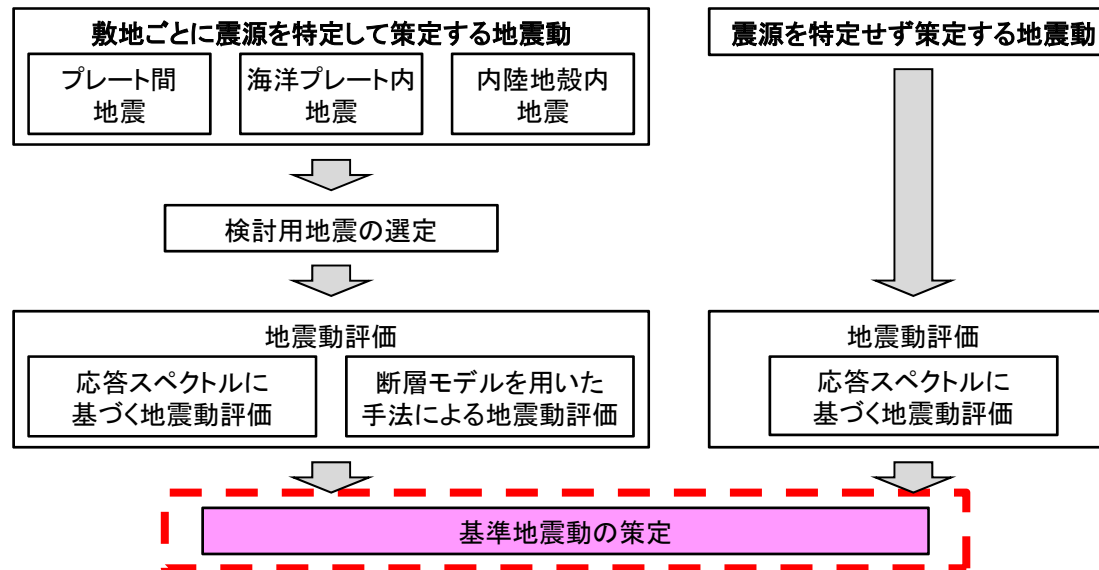 敷地ごとに震源を特定して策定する地震動
プレート間
地震
海洋プレート内
地震
内陸地殻内
地震
検討用地震の選定
地震動評価
応答スペクトルに
基づく地震動評価
断層モデルを用いた
手法による地震動評価
震源を特定せず策定する地震動
地震動評価
応答スペクトルに
基づく地震動評価
基準地震動の策定